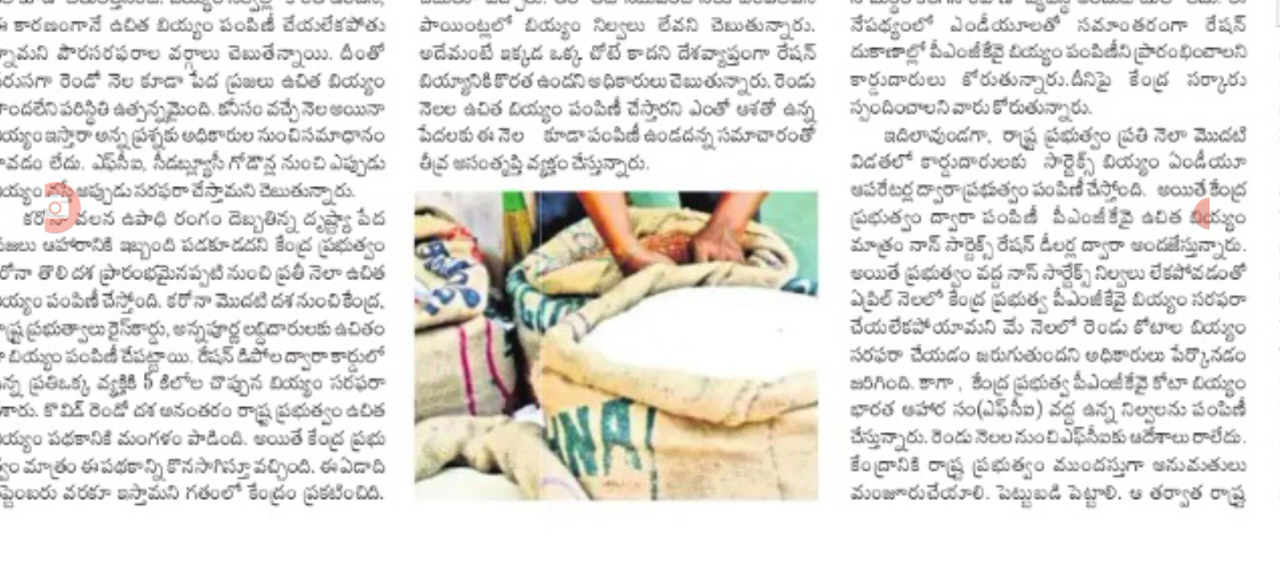 ఈ కారణంగానే ఉచిత బియ్యం పంపిణీ చేయలేకపోతు
న్నామని పౌరసరఫరాల వర్గాలు చెబుతేన్నాయి. దీంతో
రుసగా రెండో నెల కూడా పేద ప్రజలు ఉచిత బియ్యం
ందలేని పరిస్థితి ఉత్పన్నమైంది. కనీసం వచ్చే నెల అయినా
య్యం ఇస్తారా అన్న ప్రశ్నకు అధికారుల నుంచి సమాధానం
ావడం లేదు. ఎఫ్‌సీఐ, సీడబ్ల్యూసీ గోడౌన్ల నుంచి ఎప్పుడు
య్యం అప్పుడు సరఫరా చేస్తామని చెబుతున్నారు.
కరోనా వలన ఉపాధి రంగం దెబ్బతిన్న దృష్ట్యా పేద
రజలు ఆహారానికి ఇబ్బంది పడకూడదని కేంద్ర ప్రభుత్వం
రోనా తొలి దశ ప్రారంభమైనప్పటి నుంచి ప్రతీ నెలా ఉచిత
య్యం పంపిణీ చేస్తోంది. కరోనా మొదటి దశ నుంచి కేంద్ర,
ాష్ట్ర ప్రభుత్వాలు రైస్‌కార్డు, అన్నపూర్ణ లబ్ధిదారులకు ఉచితం
ా బియ్యం పంపిణీ చేపట్టాయి. రేషన్ డిపోల ద్వారా కార్డులో
న్న ప్రతిఒక్క వ్యక్తికి 5 కిలోల చొప్పున బియ్యం సరఫరా
శారు. కొవిడ్ రెండో దశ అనంతరం రాష్ట్ర ప్రభుత్వం ఉచిత
య్యం పథకానికి మంగళం పాడింది. అయితే కేంద్ర ప్రభు
్వం మాత్రం ఈ పథకాన్ని కొనసాగిస్తూ వచ్చింది. ఈ ఏడాది
ప్టెంబరు వరకూ ఇస్తామని గతంలో కేంద్రం ప్రకటించిది.
పాయింట్లలో బియ్యం నిల్వలు లేవని చెబుతున్నారు.
అదేమంటే ఇక్కడ ఒక్క చోటే కాదని దేశవ్యాప్తంగా రేషన్
బియ్యానికి కొరత ఉందని అధికారులు చెబుతున్నారు. రెండు
నెలల ఉచిత బియ్యం పంపిణీ చేస్తారని ఎంతో ఆశతో ఉన్న
పేదలకు ఈ నెల కూడా పంపిణీ ఉండదన్న సమాచారంతో
తీవ్ర అసంతృప్తి వ్యక్తం చేస్తున్నారు.
నేపథ్యంలో ఎండీయూలతో సమాంతరంగా రేషన్
దుకాణాల్లో పీఎంజీకేవై బియ్యం పంపిణీని ప్రారంభించాలని
కార్డుదారులు కోరుతున్నారు.దీనిపై కేంద్ర సర్కారు
స్పందించాలని వారు కోరుతున్నారు.
ఇదిలావుండగా, రాష్ట్ర ప్రభుత్వం ప్రతి నెలా మొదటి
విడతలో కార్డుదారులకు సార్టెక్స్ బియ్యం ఏండీయూ
ఆపరేటర్ల ద్వారా ప్రభుత్వం పంపిణీ చేస్తోంది. అయితే కేంద్ర
ప్రభుత్వం ద్వారా పంపిణీ పీఎంజీకేవై ఉచిత బియ్యం
మాత్రం నాన్ సార్టెక్స్ రేషన్ డీలర్ల ద్వారా అందజేస్తున్నారు.
అయితే ప్రభుత్వం వద్ద నాన్ సార్టెక్స్ నిల్వలు లేకపోవడంతో
ఏప్రిల్ నెలలో కేంద్ర ప్రభుత్వ పీఎంజీకేవై బియ్యం సరఫరా
చేయలేకపోయామని మే నెలలో రెండు కోటాల బియ్యం
సరఫరా చేయడం జరుగుతుందని అధికారులు పేర్కొనడం
జరిగింది. కాగా , కేంద్ర ప్రభుత్వ పీఎంజీకేవై కోటా బియ్యం
భారత ఆహార సం(ఎఫ్‌సీఐ) వద్ద ఉన్న నిల్వలను పంపిణీ
చేస్తున్నారు. రెండు నెలల నుంచి ఎఫ్‌సీఐకు ఆదేశాలు రాలేదు.
కేంద్రానికి రాష్ట్ర ప్రభుత్వం ముందస్తుగా అనుమతులు
మంజూరుచేయాలి. పెట్టుబడి పెట్టాలి. ఆ తర్వాత రాష్ట్ర